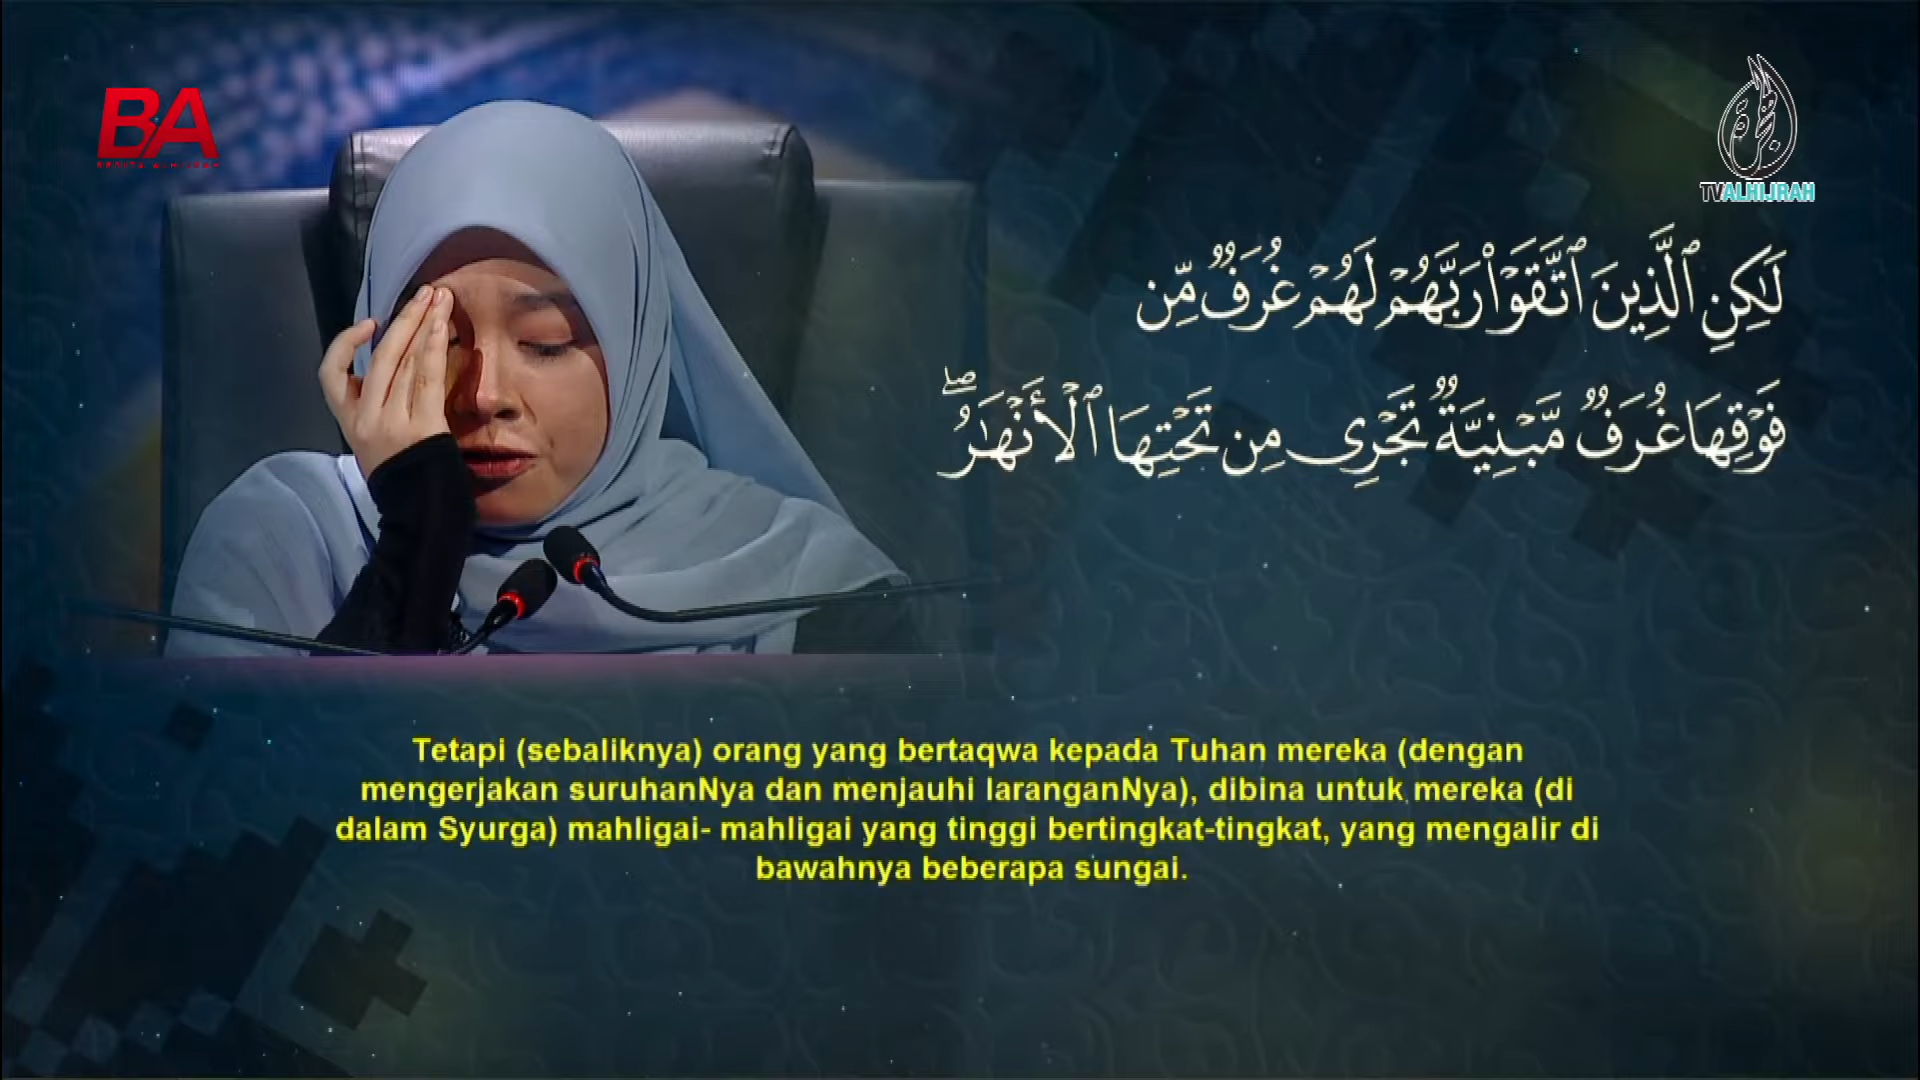 BA
BERITA ALHIJRAH
TVALHIJRAH
لَٰكِنِ ٱلَّذِينَ ٱتَّقَوْا۟ رَبَّهُمْ لَهُمْ غُرَفٌ مِّن
فَوْقِهَا غُرَفٌ مَّبْنِيَّةٌ تَجْرِى مِن تَحْتِهَا ٱلْأَنْهَٰرُ ۖ
Tetapi (sebaliknya) orang yang bertaqwa kepada Tuhan mereka (dengan
mengerjakan suruhanNya dan menjauhi laranganNya), dibina untuk mereka (di
dalam Syurga) mahligai- mahligai yang tinggi bertingkat-tingkat, yang mengalir di
bawahnya beberapa sungai.